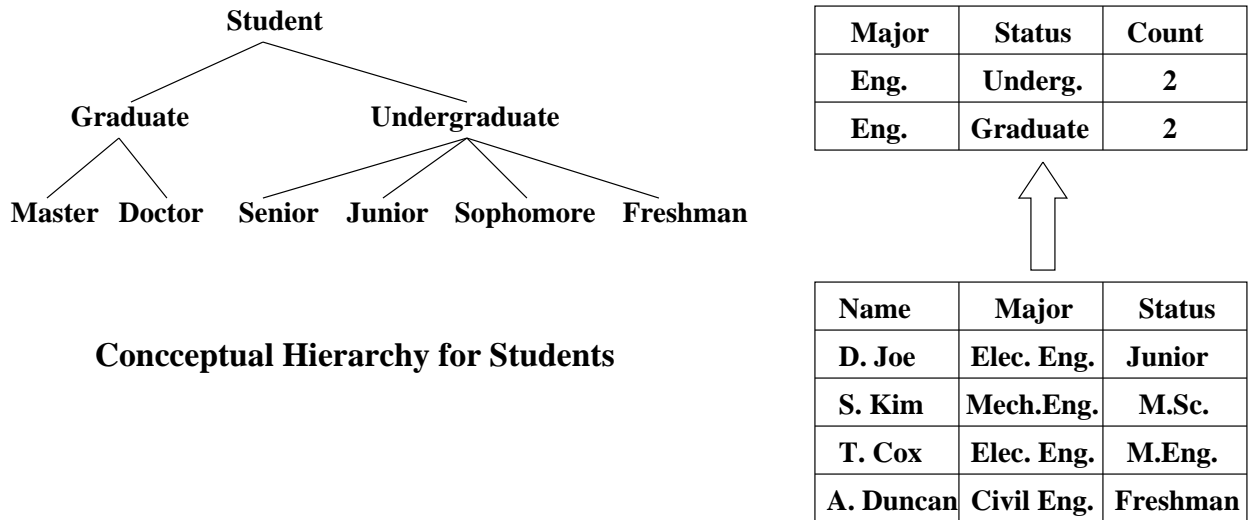 Student
Graduate Undergraduate
Master Doctor Senior Junior Sophomore Freshman
Concceptual Hierarchy for Students
Major Status Count
Eng. Underg. 2
Eng. Graduate 2
Name Major Status
D. Joe Elec. Eng. Junior
S. Kim Mech.Eng. M.Sc.
T. Cox Elec. Eng. M.Eng.
A. Duncan Civil Eng. Freshman